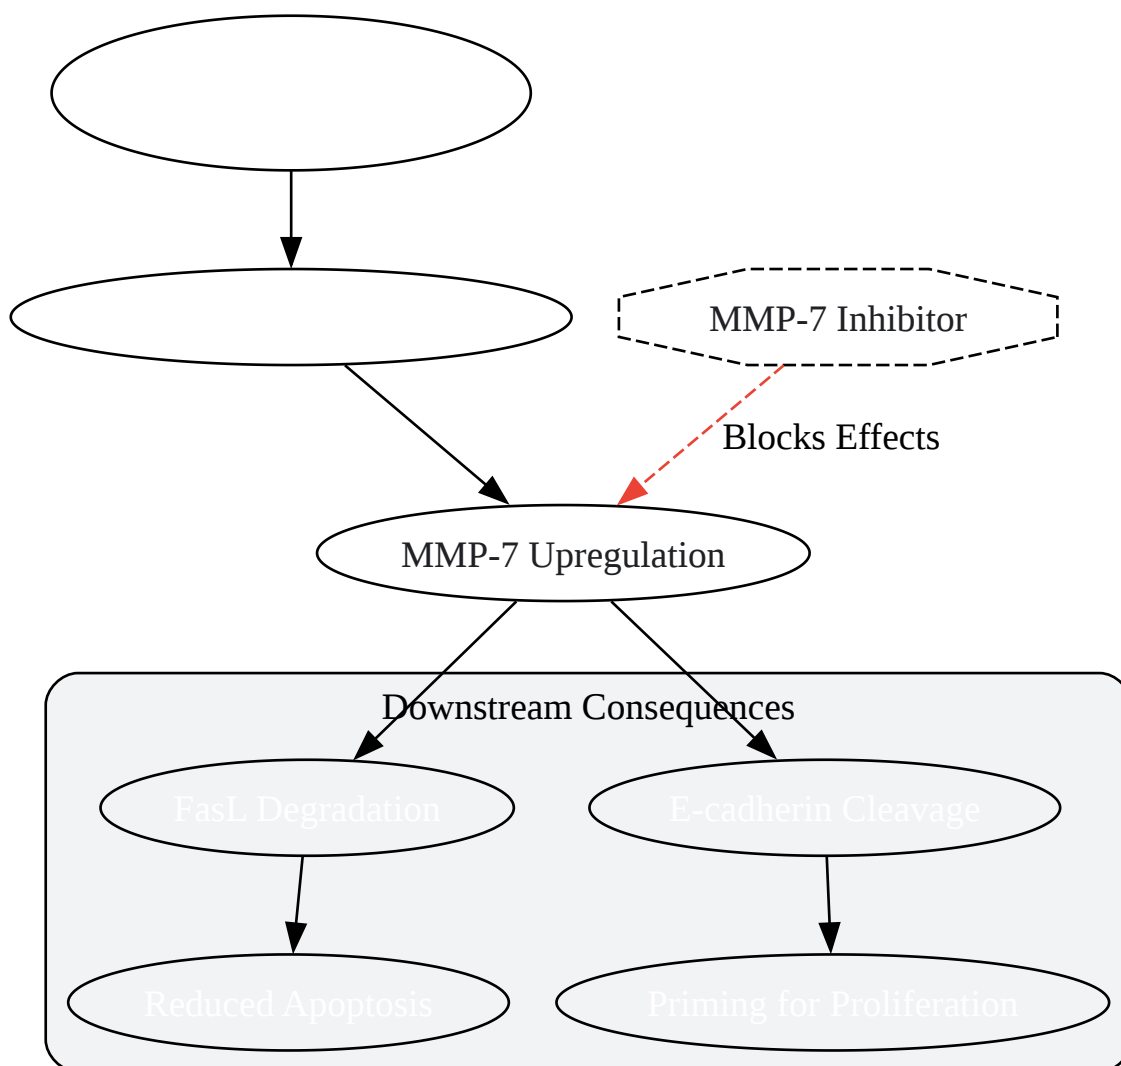 MMP-7 Inhibitor
Blocks Effects
MMP-7 Upregulation
Downstream Consequences
FasL Degradation
E-cadherin Cleavage
Reduced Apoptosis
Priming for Proliferation